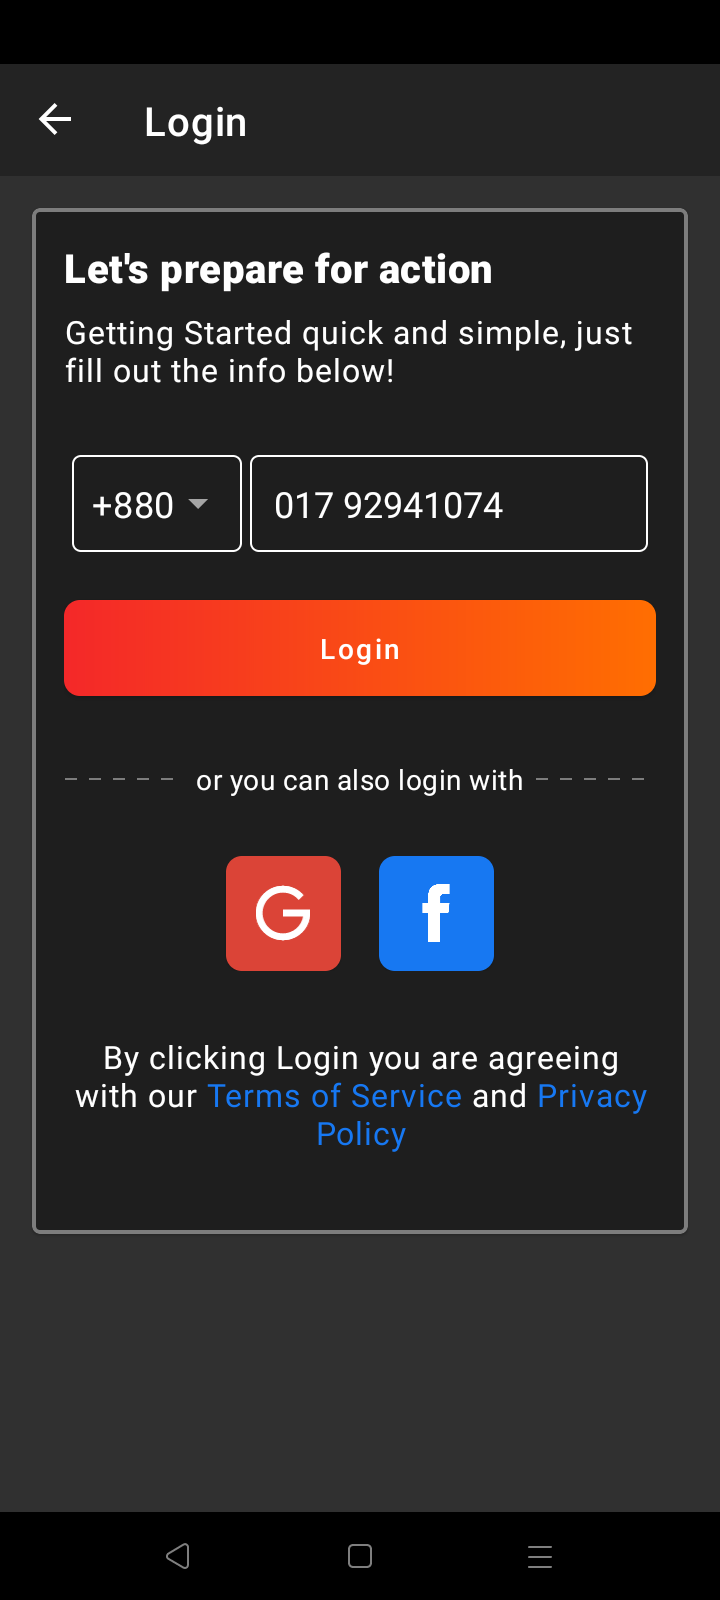 Login
Let's prepare for action
Getting Started quick and simple, just
fill out the info below!
+880 017 92941074
Login
or you can also login with
By clicking Login you are agreeing
with our Terms of Service and Privacy
Policy